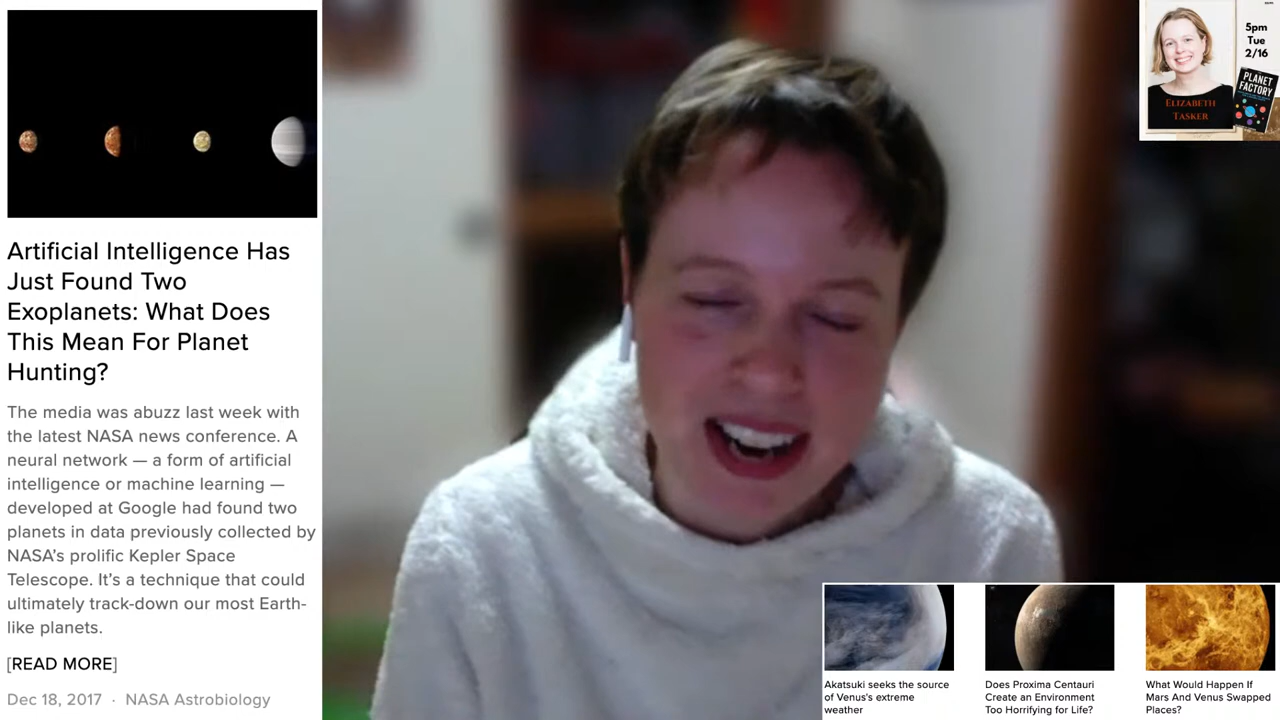 Artificial Intelligence Has
Just Found Two
Exoplanets: What Does
This Mean For Planet
Hunting?
The media was abuzz last week with
the latest NASA news conference. A
neural network — a form of artificial
intelligence or machine learning —
developed at Google had found two
planets in data previously collected by
NASA’s prolific Kepler Space
Telescope. It’s a technique that could
ultimately track-down our most Earth-
like planets.
[READ MORE]
Dec 18, 2017 · NASA Astrobiology
5pm
Tue
2/16
PLANET
FACTORY
ELIZABETH
TASKER
Akatsuki seeks the source
of Venus’s extreme
weather
Does Proxima Centauri
Create an Environment
Too Horrifying for Life?
What Would Happen If
Mars And Venus Swapped
Places?